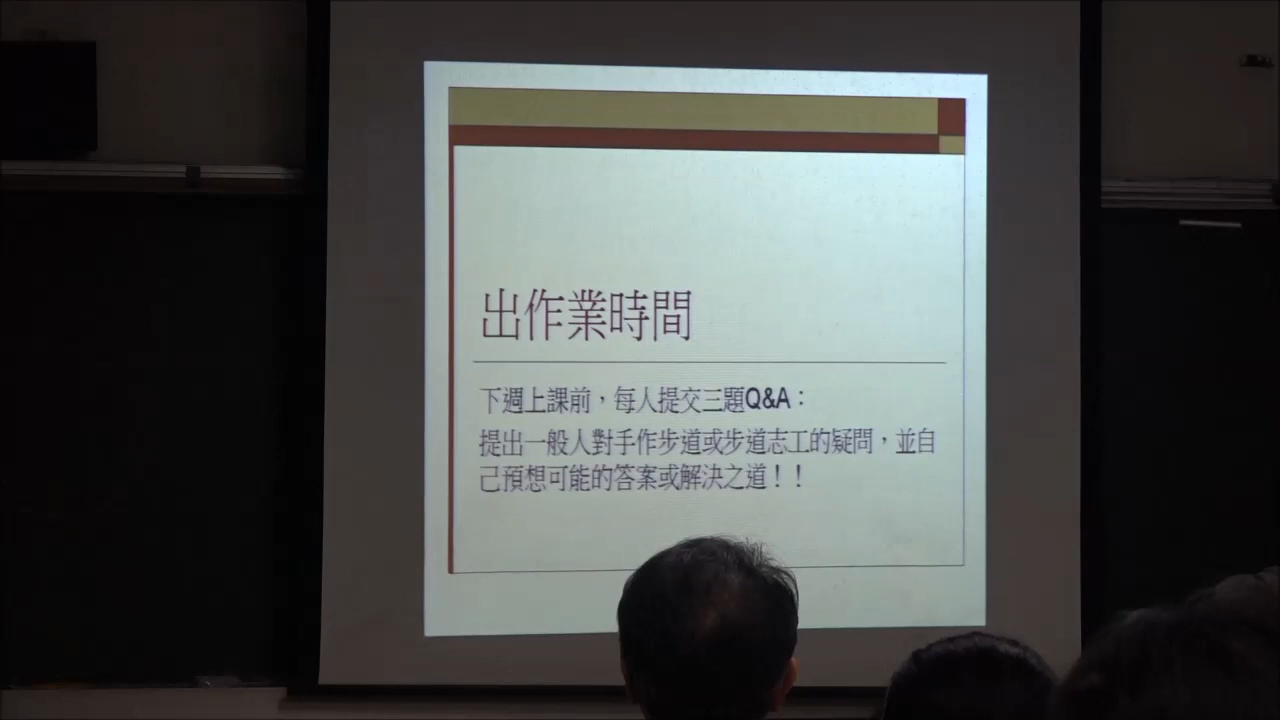 出作業時間
下週上課前，每人提交三題Q&A：
提出一般人對手作步道或步道志工的疑問，並自
己預想可能的答案或解決之道！！